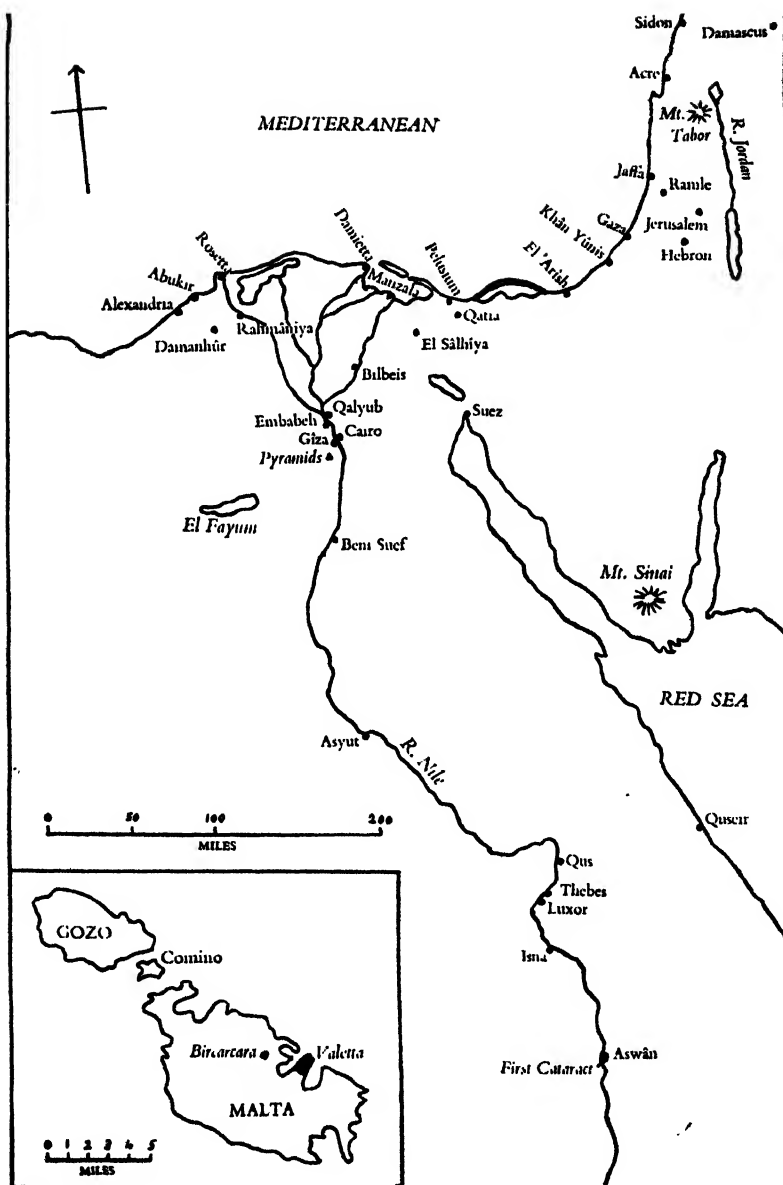 Sidon
Damascus
Acre
MEDITERRANEAN
Mt.
Tabor
R. Jordan
Jaffa
Ramle
Jerusalem
Hebron
Gaza
Khân Yûnis
El 'Arish
Pelusium
Damietta
Manzala
Rosetta
Abukir
Alexandria
Rahmâniya
Damanhûr
Qatia
El Sâlhîya
Bilbeis
Qalyub
Embabeh
Cairo
Gîza
Pyramids
Suez
El Fayum
Beni Suef
Mt. Sinai
RED SEA
Asyut
R. Nile
0 50 100 200
MILES
Quseir
Qus
Thebes
Luxor
Isna
GOZO
Comino
Bircarcara
Valetta
MALTA
First Cataract
Aswân
0 1 2 3 4 5
MILES